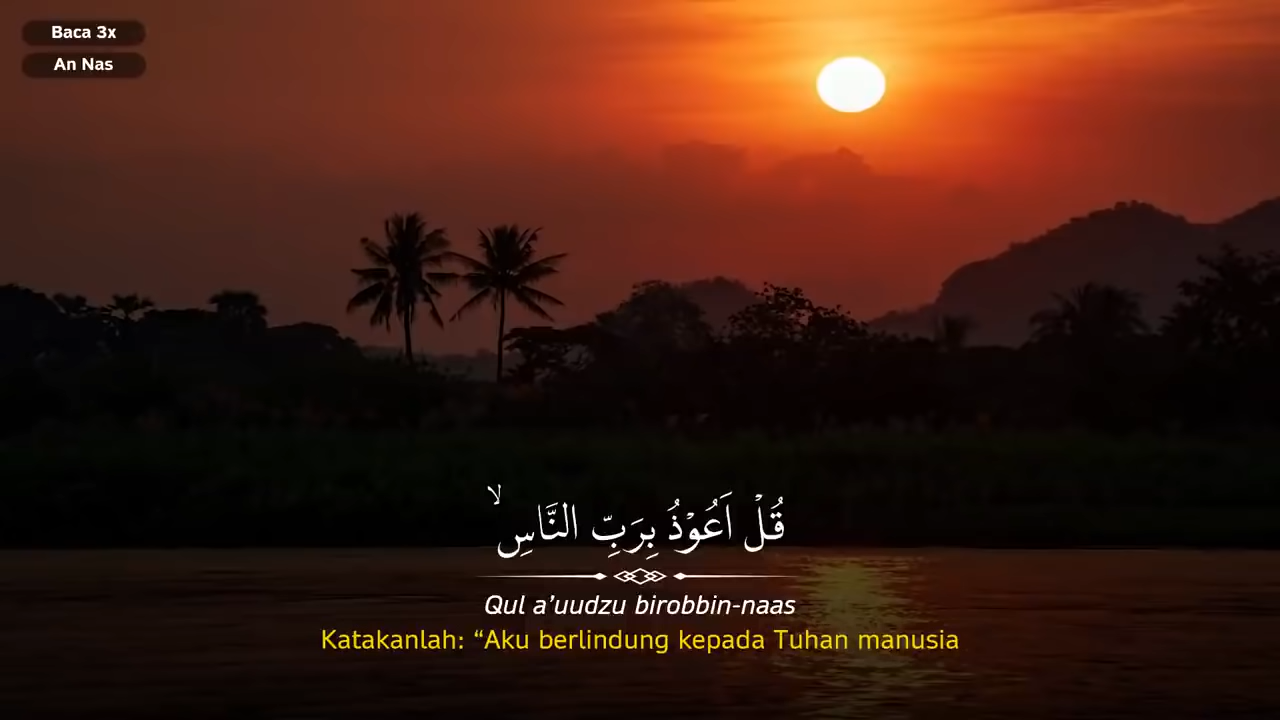 Baca 3x
An Nas
قُلْ اَعُوْذُ بِرَبِّ النَّاسِۙ
Qul a’uudzu birobbin-naas
Katakanlah: “Aku berlindung kepada Tuhan manusia